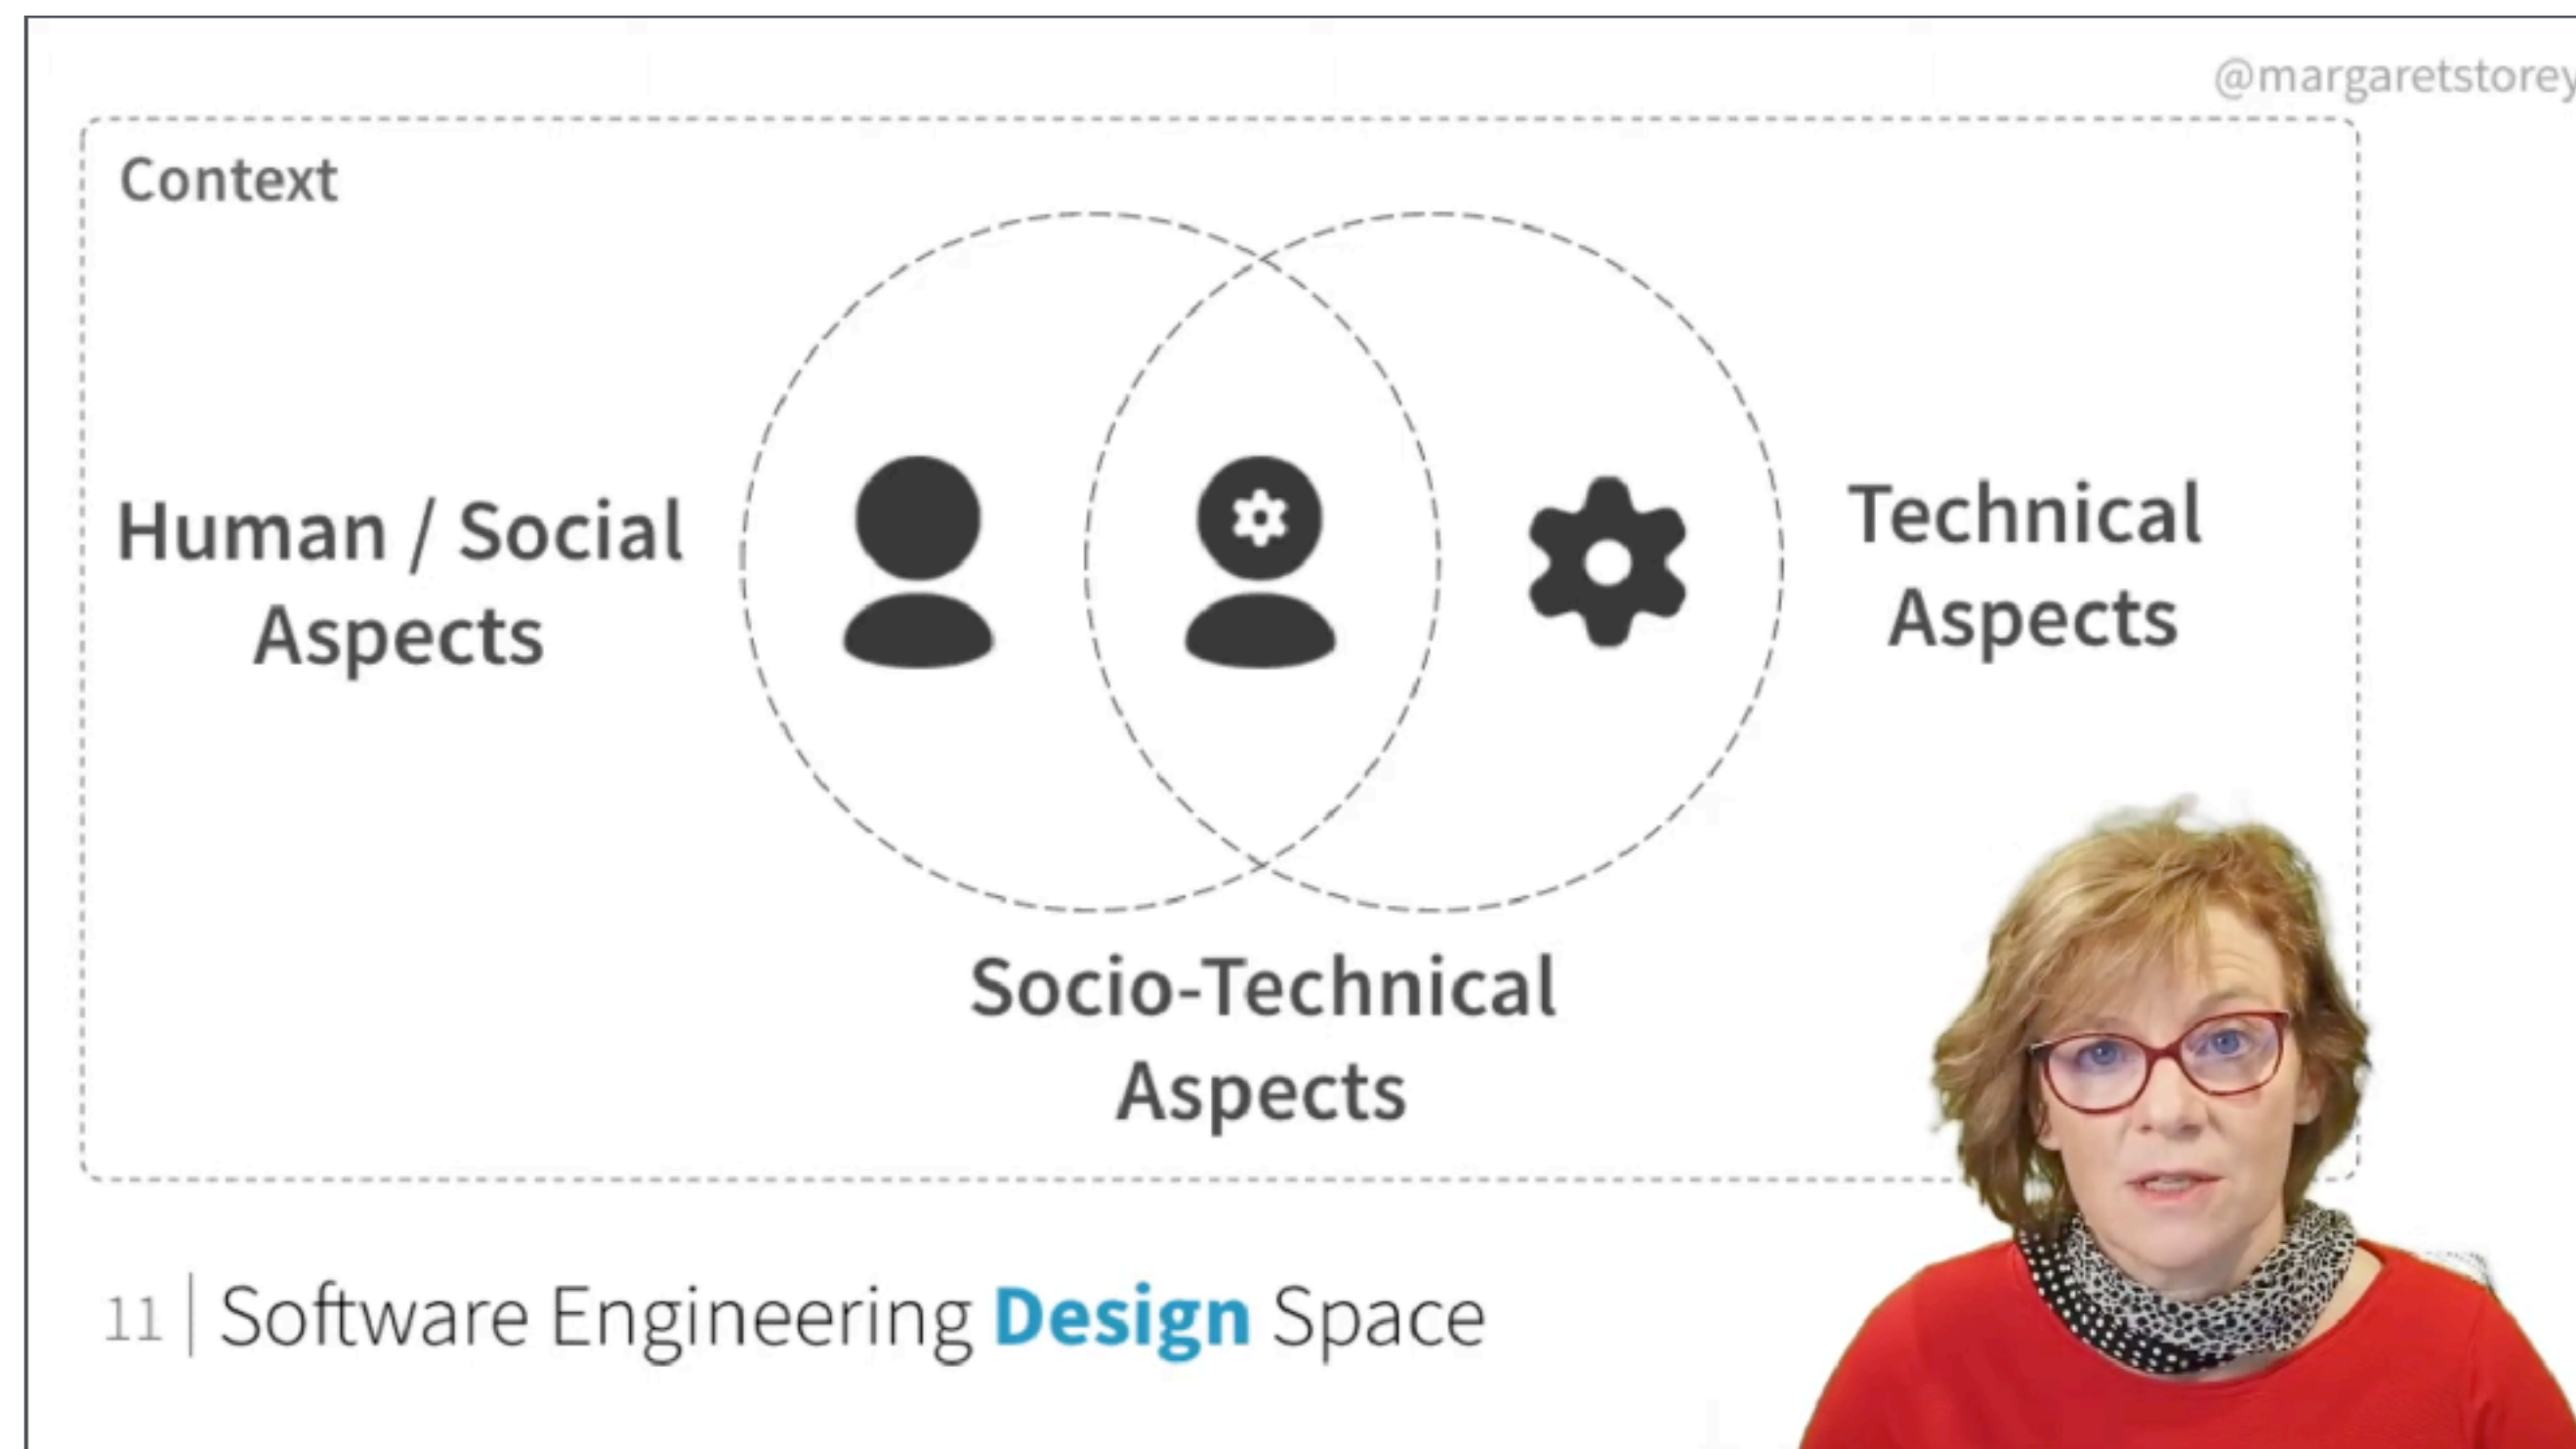 @margaretstorey
Context
Human / Social
Aspects
Technical
Aspects
Socio-Technical
Aspects
11 | Software Engineering Design Space